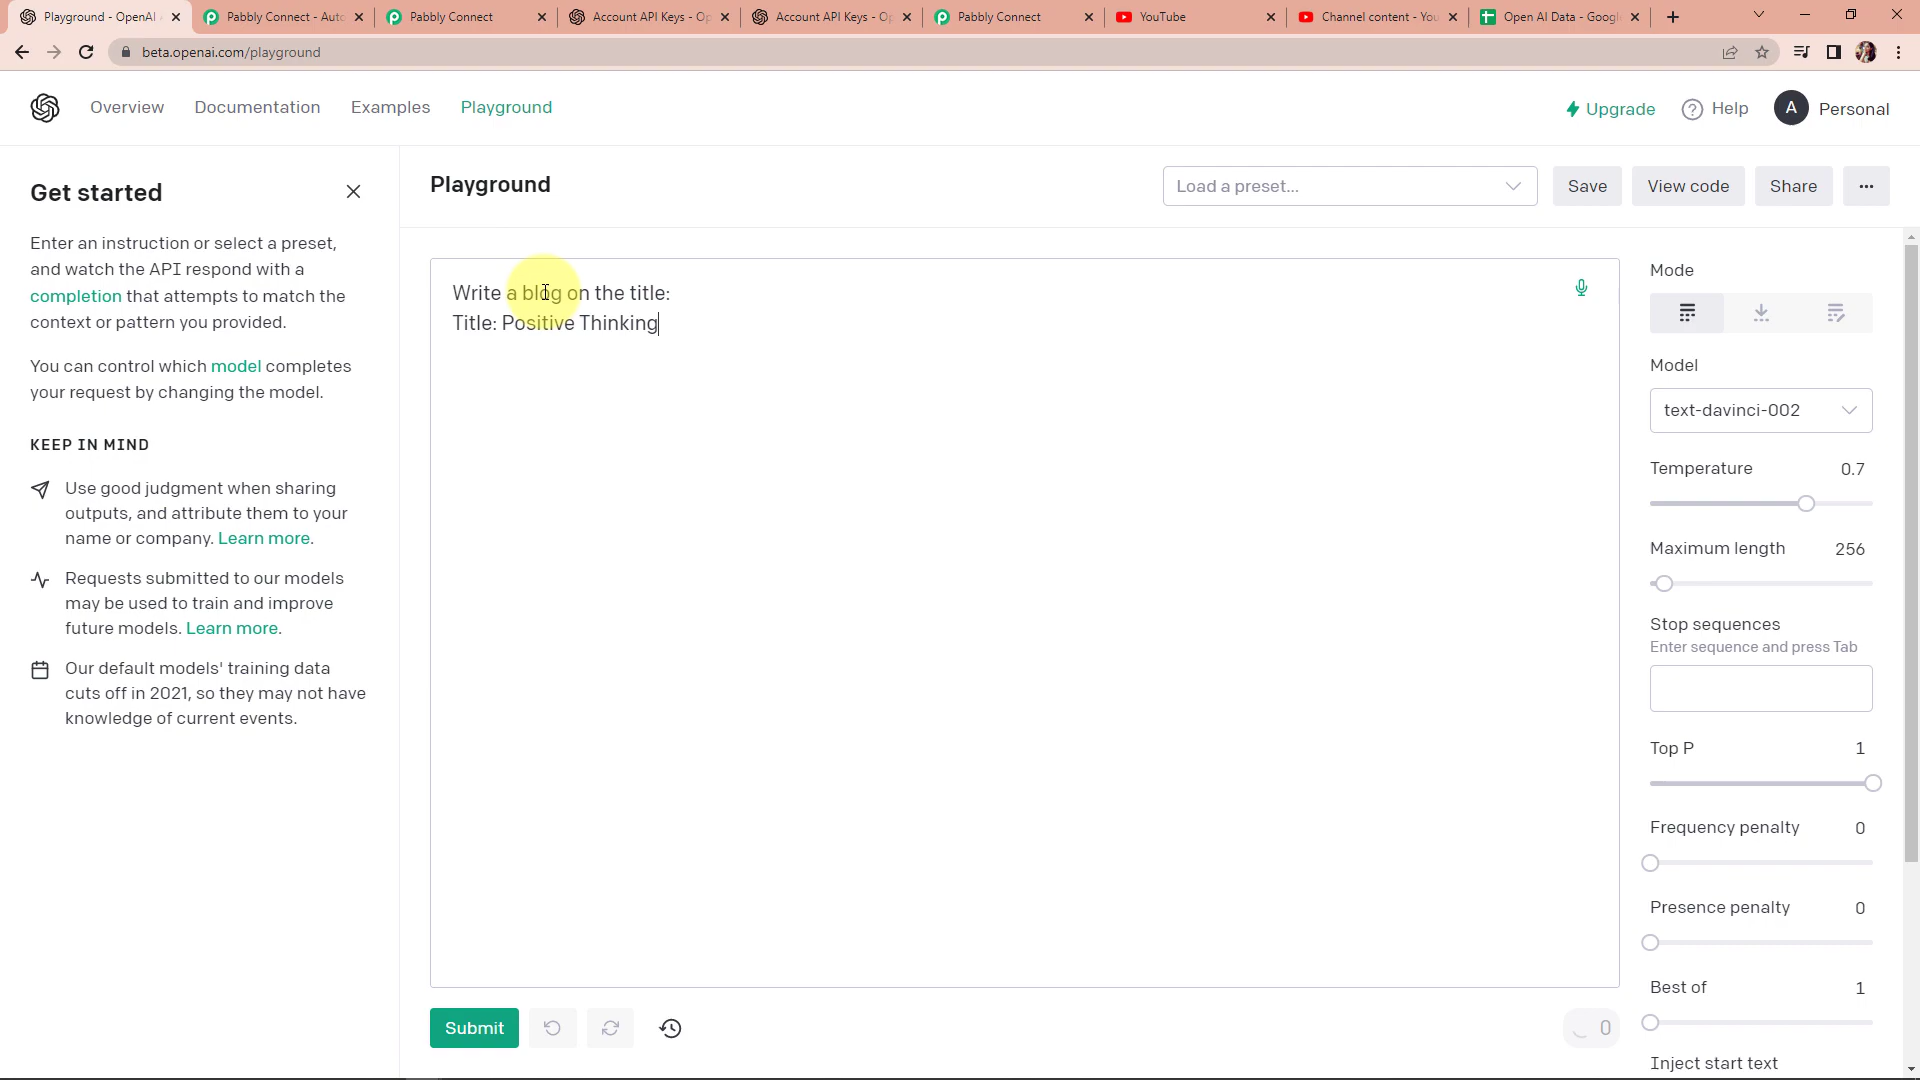 Playground - OpenAI
Pabbly Connect - Auto
Pabbly Connect
Account API Keys - Op
Account API Keys - Op
Pabbly Connect
YouTube
Channel content - You
Open AI Data - Googl
beta.openai.com/playground
Overview
Documentation
Examples
Playground
Upgrade
Help
A
Personal
Get started
Enter an instruction or select a preset,
and watch the API respond with a
completion that attempts to match the
context or pattern you provided.
You can control which model completes
your request by changing the model.
KEEP IN MIND
Use good judgment when sharing
outputs, and attribute them to your
name or company. Learn more.
Requests submitted to our models
may be used to train and improve
future models. Learn more.
Our default models' training data
cuts off in 2021, so they may not have
knowledge of current events.
Playground
Load a preset...
Save
View code
Share
...
Write a blog on the title:
Title: Positive Thinking
Submit
0
Mode
Model
text-davinci-002
Temperature 0.7
Maximum length 256
Stop sequences
Enter sequence and press Tab
Top P 1
Frequency penalty 0
Presence penalty 0
Best of 1
Inject start text